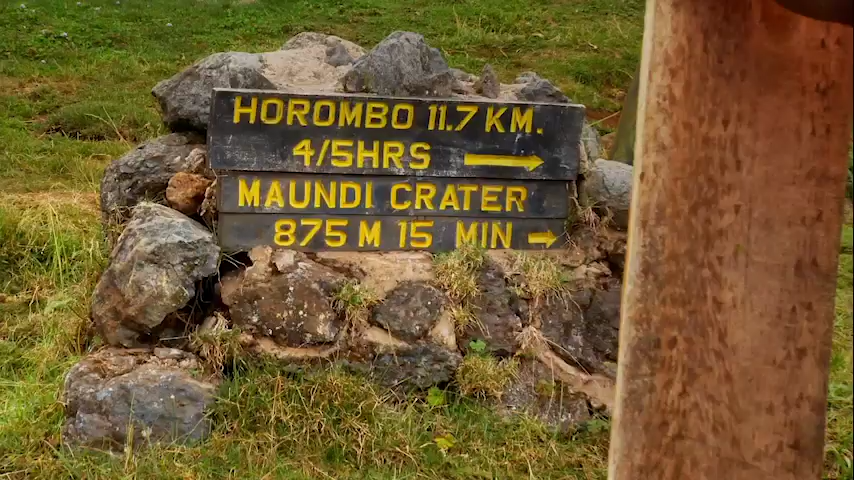 HOROMBO 11.7 KM.
4/5HRS →
MAUNDI CRATER
875 M 15 MIN →